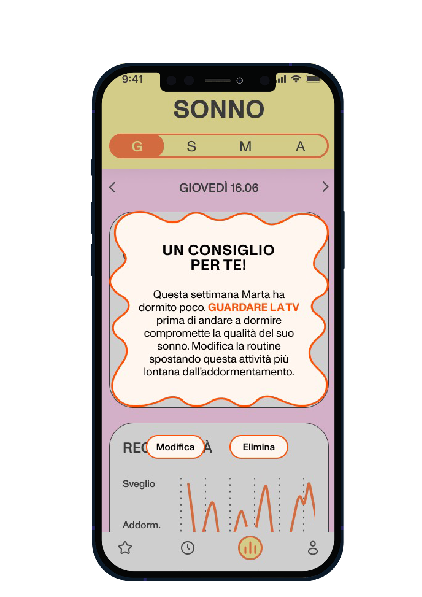 9:41
SONNO
G S M A
GIOVEDÌ 16.06
UN CONSIGLIO
PER TE!
Questa settimana Marta ha
dormito poco. GUARDARE LA TV
prima di andare a dormire
compromette la qualità del suo
sonno. Modifica la routine
spostando questa attività più
lontana dall'addormentamento.
Modifica Elimina
Sveglio
Addorm.